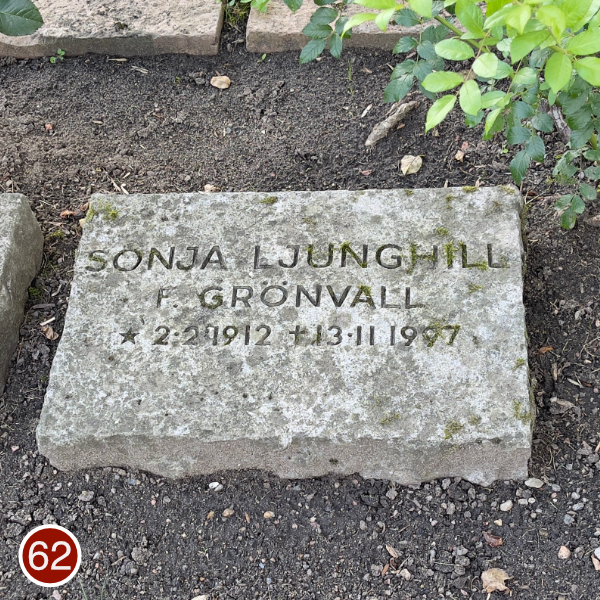 SONJA LJUNGHILL
F. GRÖNVALL
★ 2·2 1912 ✝ 13·11 1997
62